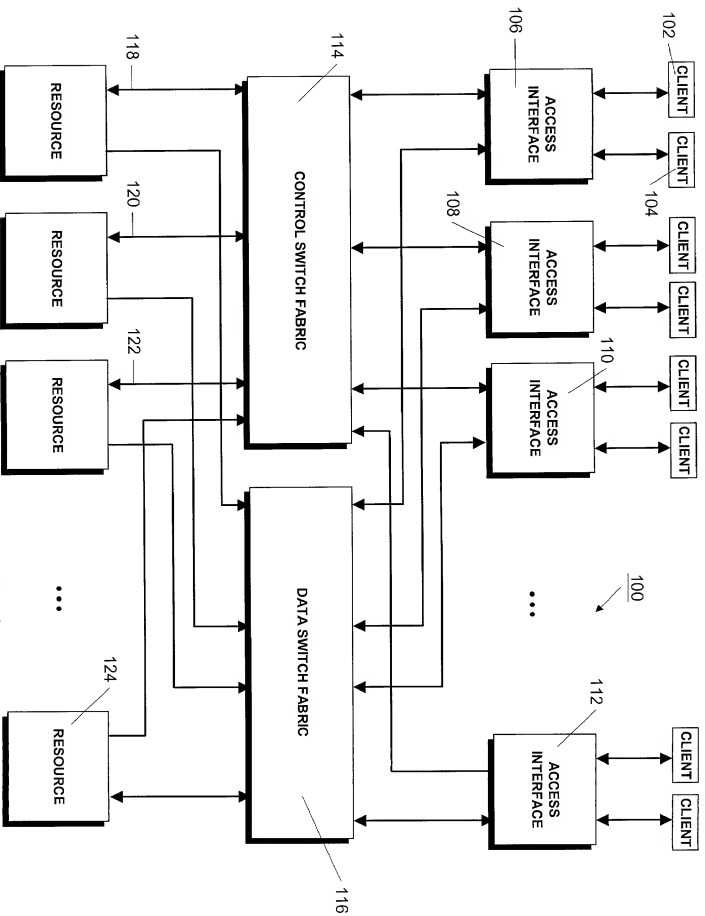 CLIENT
CLIENT
CLIENT
CLIENT
CLIENT
CLIENT
CLIENT
CLIENT
102
104
100
106
108
110
112
ACCESS
INTERFACE
ACCESS
INTERFACE
ACCESS
INTERFACE
ACCESS
INTERFACE
...
114
116
CONTROL SWITCH FABRIC
DATA SWITCH FABRIC
118
120
122
124
RESOURCE
RESOURCE
RESOURCE
...
RESOURCE